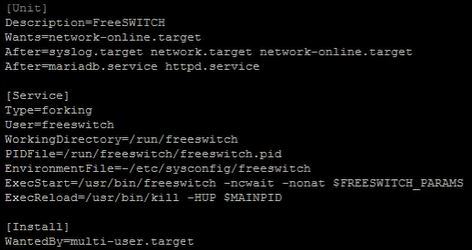 [Unit]
Description=FreeSWITCH
Wants=network-online.target
After=syslog.target network.target network-online.target
After=mariadb.service httpd.service

[Service]
Type=forking
User=freeswitch
WorkingDirectory=/run/freeswitch
PIDFile=/run/freeswitch/freeswitch.pid
EnvironmentFile=-/etc/sysconfig/freeswitch
ExecStart=/usr/bin/freeswitch -ncwait -nonat $FREESWITCH_PARAMS
ExecReload=/usr/bin/kill -HUP $MAINPID

[Install]
WantedBy=multi-user.target